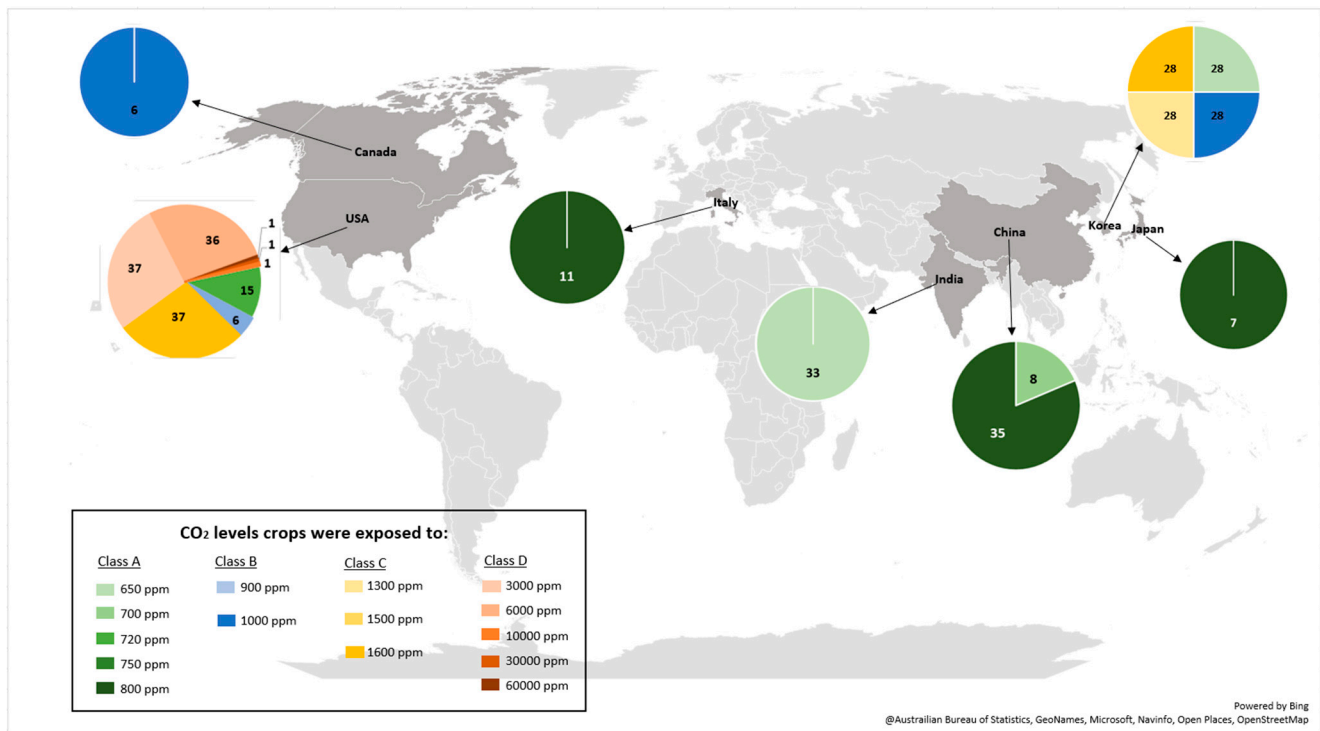 6
Canada
28 28
28 28
USA
1
1
1
36
37
37
15
6
Italy
11
Korea
Japan
China
India
7
33
8
35
CO2 levels crops were exposed to:
Class A Class B Class C Class D
650 ppm 900 ppm 1300 ppm 3000 ppm
700 ppm 1000 ppm 1500 ppm 6000 ppm
720 ppm 1600 ppm 10000 ppm
750 ppm 30000 ppm
800 ppm 60000 ppm
Powered by Bing
@Austrailian Bureau of Statistics, GeoNames, Microsoft, Navinfo, Open Places, OpenStreetMap